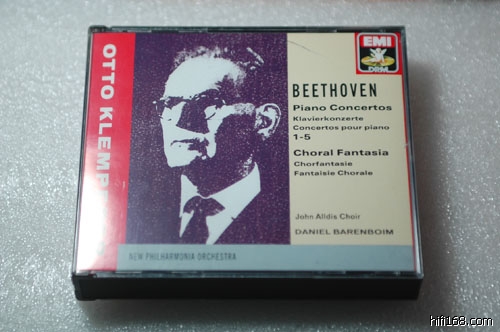 OTTO KLEMP
EMI
DRM
BEETHOVEN
Piano Concertos
Klavierkonzerte
Concertos pour piano
1-5
Choral Fantasia
Chorfantasie
Fantaisie Chorale
John Alldis Choir
DANIEL BARENBOIM
NEW PHILHARMONIA ORCHESTRA
hifi168.com